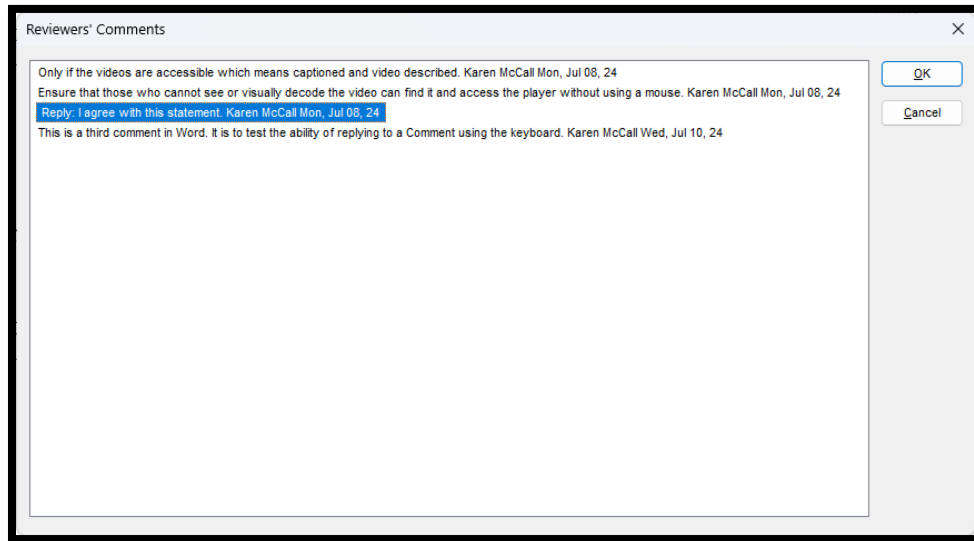 Reviewers' Comments
Only if the videos are accessible which means captioned and video described. Karen McCall Mon, Jul 08, 24
Ensure that those who cannot see or visually decode the video can find it and access the player without using a mouse. Karen McCall Mon, Jul 08, 24
Reply: I agree with this statement. Karen McCall Mon, Jul 08, 24
This is a third comment in Word. It is to test the ability of replying to a Comment using the keyboard. Karen McCall Wed, Jul 10, 24
OK
Cancel